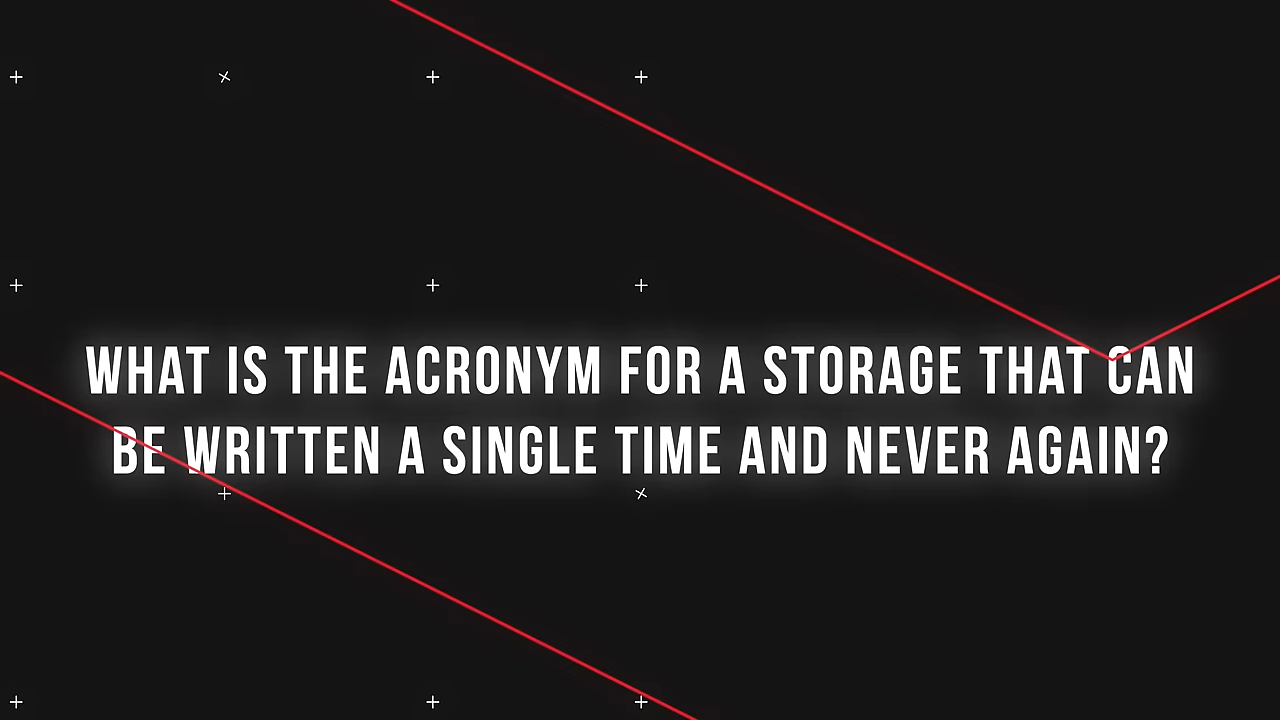 WHAT IS THE ACRONYM FOR A STORAGE THAT CAN
BE WRITTEN A SINGLE TIME AND NEVER AGAIN?